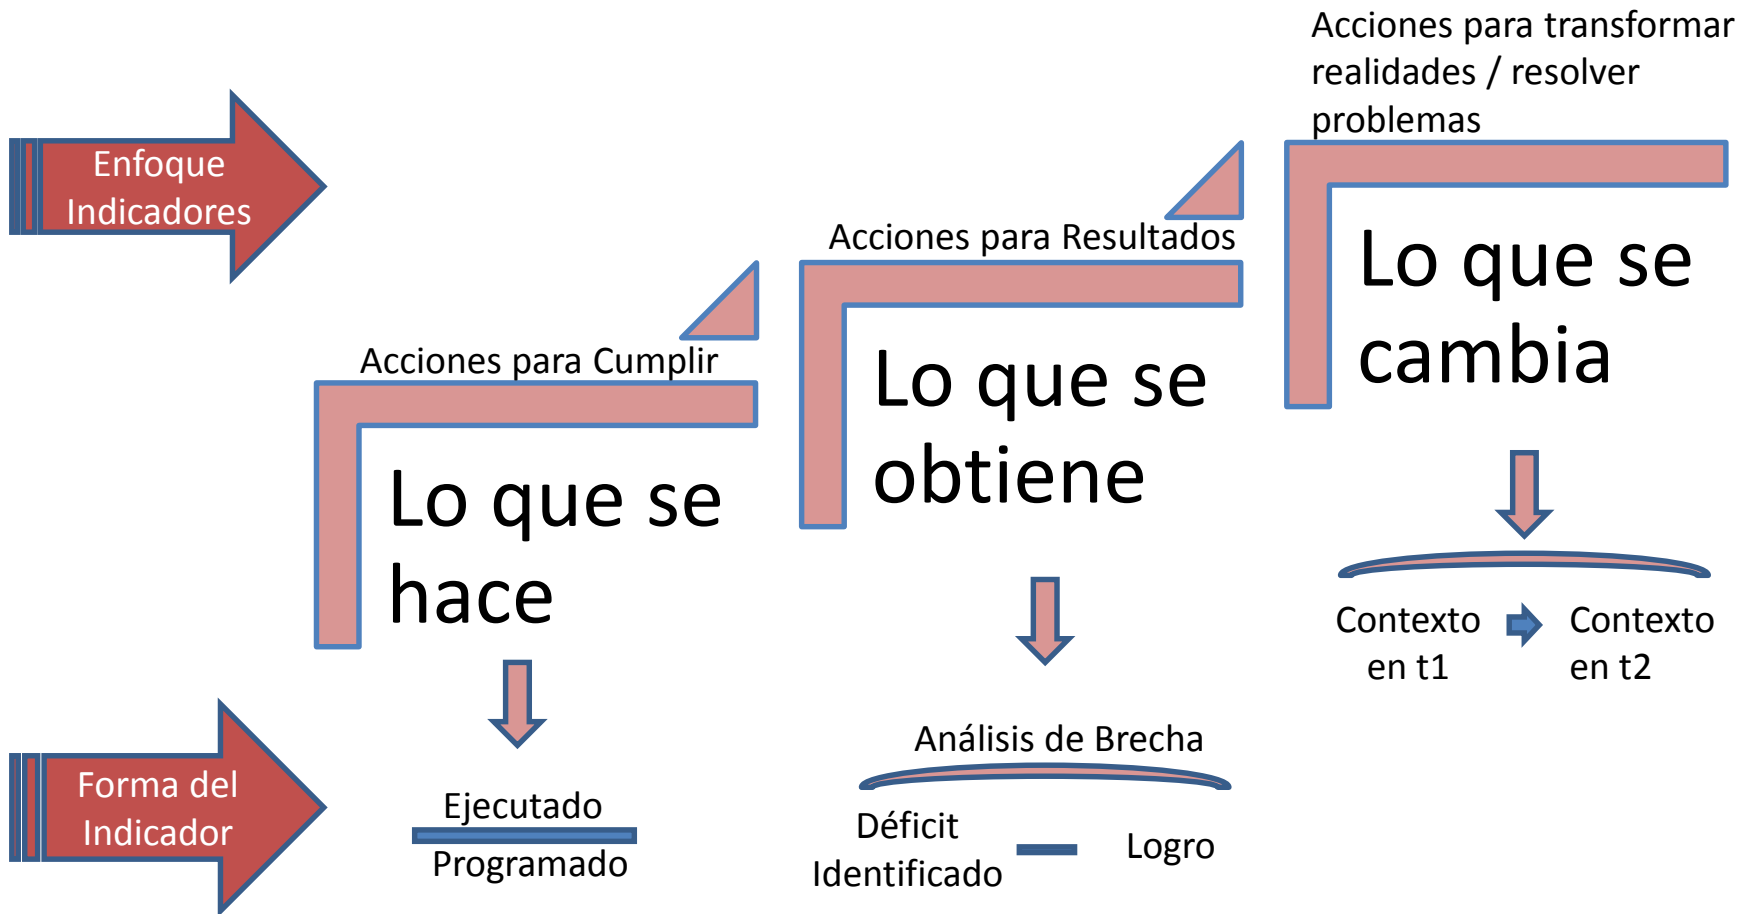 Acciones para transformar
realidades / resolver
problemas
Enfoque
Indicadores
Acciones para Resultados
Lo que se
cambia
Acciones para Cumplir
Lo que se
obtiene
Lo que se
hace
Contexto
en t1
Contexto
en t2
Análisis de Brecha
Forma del
Indicador
Ejecutado
Programado
Déficit
Identificado
Logro